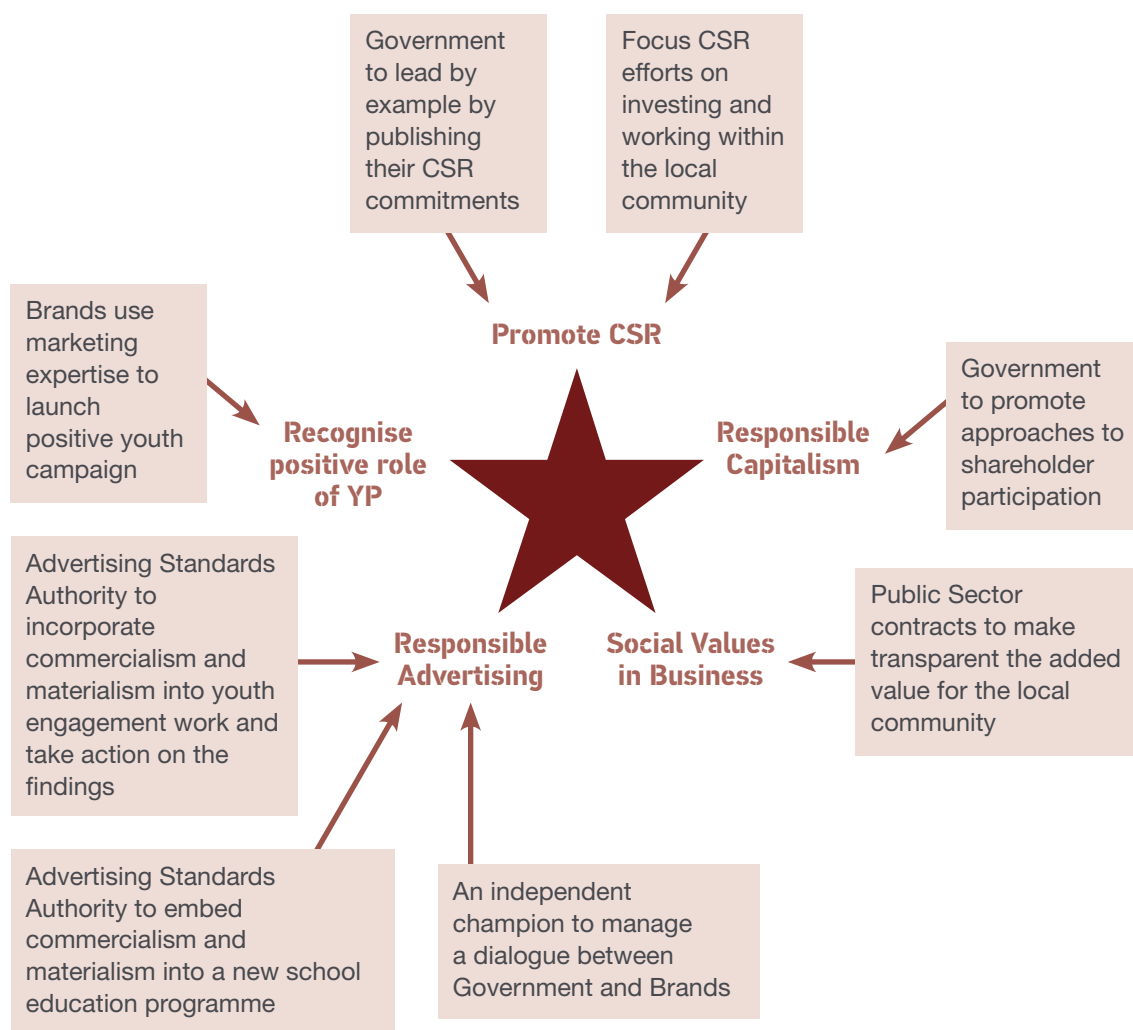 Government
to lead by
example by
publishing
their CSR
commitments
Focus CSR
efforts on
investing and
working within
the local
community
Promote CSR
Brands use
marketing
expertise to
launch
positive youth
campaign
Recognise
positive role
of YP
Responsible
Capitalism
Government
to promote
approaches to
shareholder
participation
Advertising Standards
Authority to
incorporate
commercialism and
materialism into youth
engagement work and
take action on the
findings
Responsible
Advertising
Social Values
in Business
Public Sector
contracts to make
transparent the added
value for the local
community
Advertising Standards
Authority to embed
commercialism and
materialism into a new school
education programme
An independent
champion to manage
a dialogue between
Government and Brands